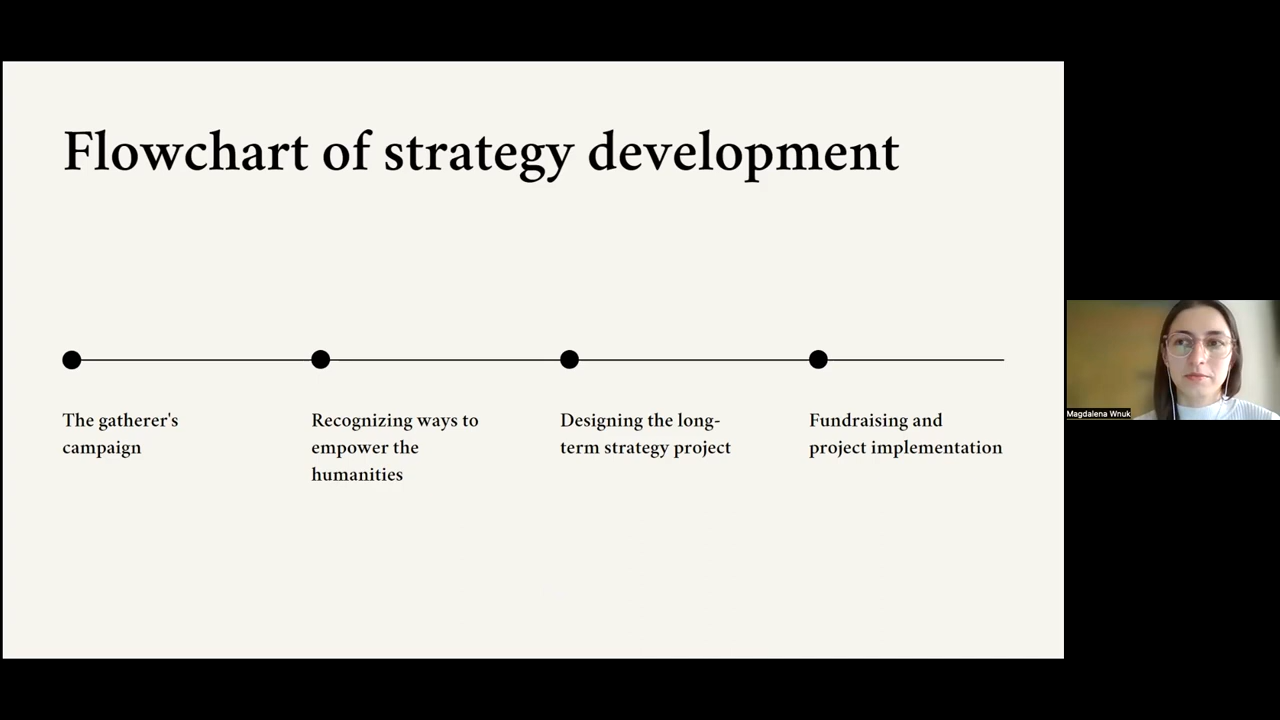 Flowchart of strategy development
The gatherer's
campaign
Recognizing ways to
empower the
humanities
Designing the long-
term strategy project
Fundraising and
project implementation
Magdalena Wnuk